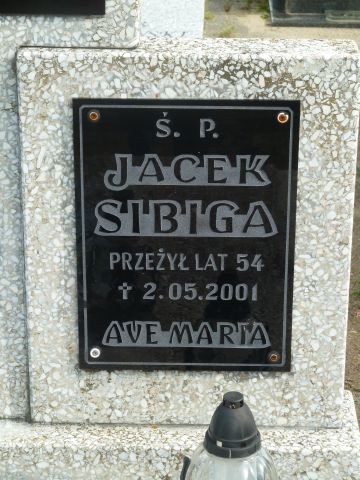 Ś. P.
JACEK
SIBIGA
PRZEŻYŁ LAT 54
† 2.05.2001
AVE MARIA